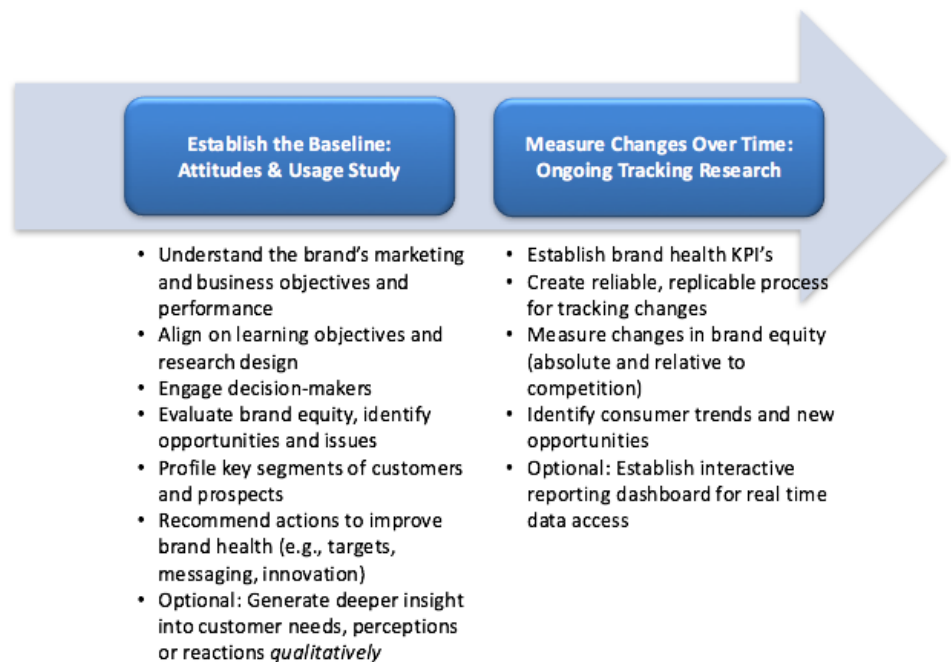 Establish the Baseline:
Attitudes & Usage Study
• Understand the brand's marketing
and business objectives and
performance
• Align on learning objectives and
research design
• Engage decision-makers
• Evaluate brand equity, identify
opportunities and issues
• Profile key segments of customers
and prospects
• Recommend actions to improve
brand health (e.g., targets,
messaging, innovation)
• Optional: Generate deeper insight
into customer needs, perceptions
or reactions qualitatively
Measure Changes Over Time:
Ongoing Tracking Research
• Establish brand health KPI's
• Create reliable, replicable process
for tracking changes
• Measure changes in brand equity
(absolute and relative to
competition)
• Identify consumer trends and new
opportunities
• Optional: Establish interactive
reporting dashboard for real time
data access